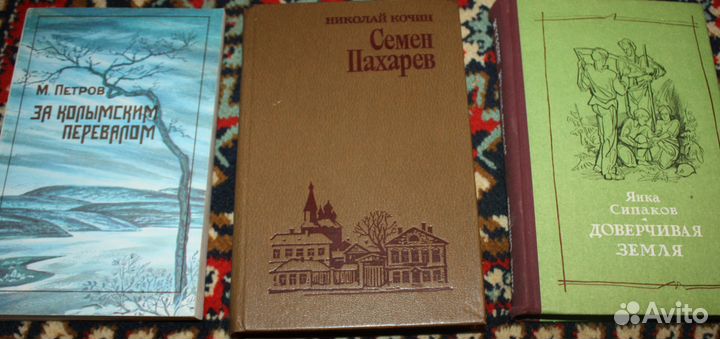 М. ПЕТРОВ
ЗА КОЛЫМСКИМ
ПЕРЕВАЛОМ
НИКОЛАЙ КОЧИН
Семен
Пахарев
Янка
Сипаков
ДОВЕРЧИВАЯ
ЗЕМЛЯ
Avito